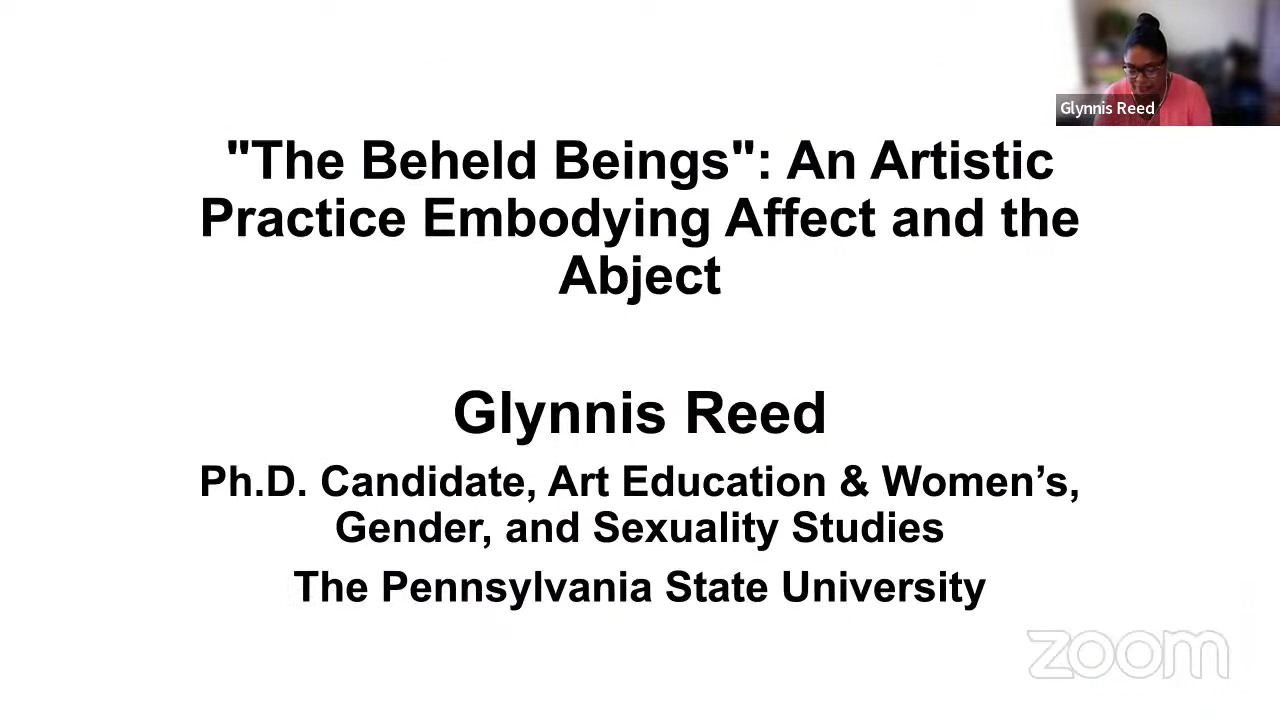 Glynnis Reed
"The Beheld Beings": An Artistic
Practice Embodying Affect and the
Abject
Glynnis Reed
Ph.D. Candidate, Art Education & Women’s,
Gender, and Sexuality Studies
The Pennsylvania State University
zoom